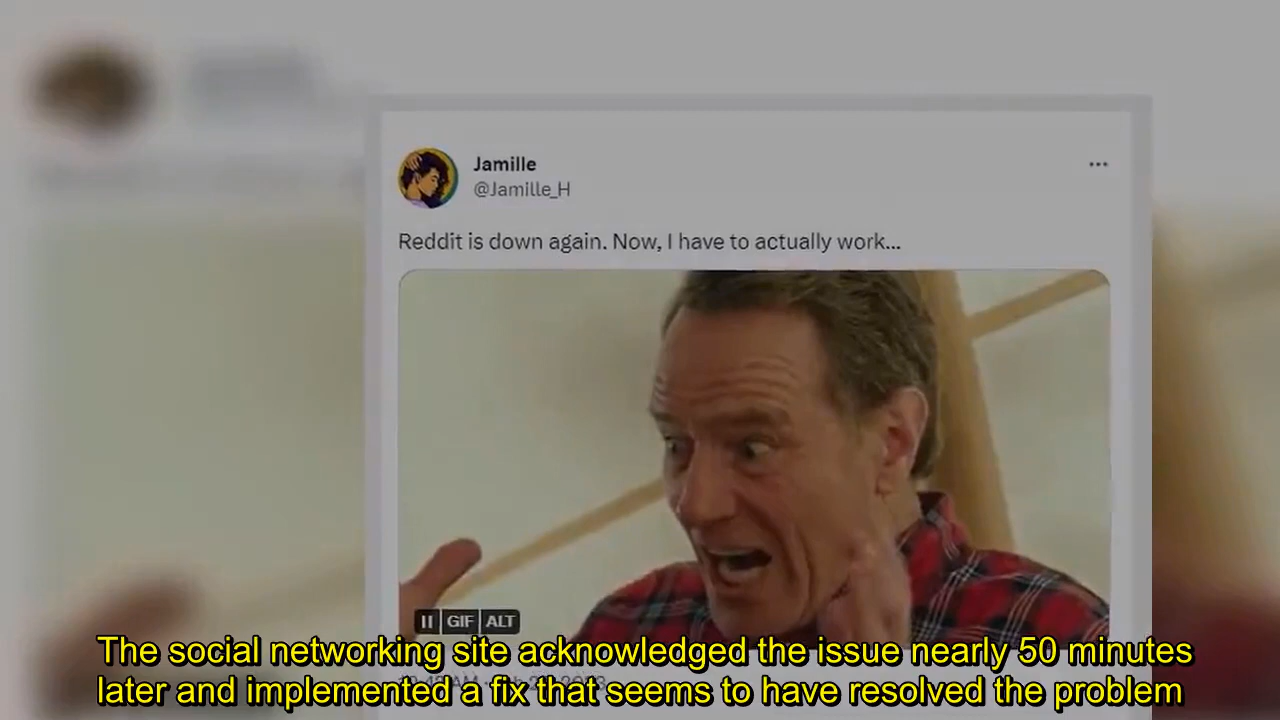 Jamille
@Jamille_H
Reddit is down again. Now, I have to actually work...
GIF ALT
The social networking site acknowledged the issue nearly 50 minutes
later and implemented a fix that seems to have resolved the problem